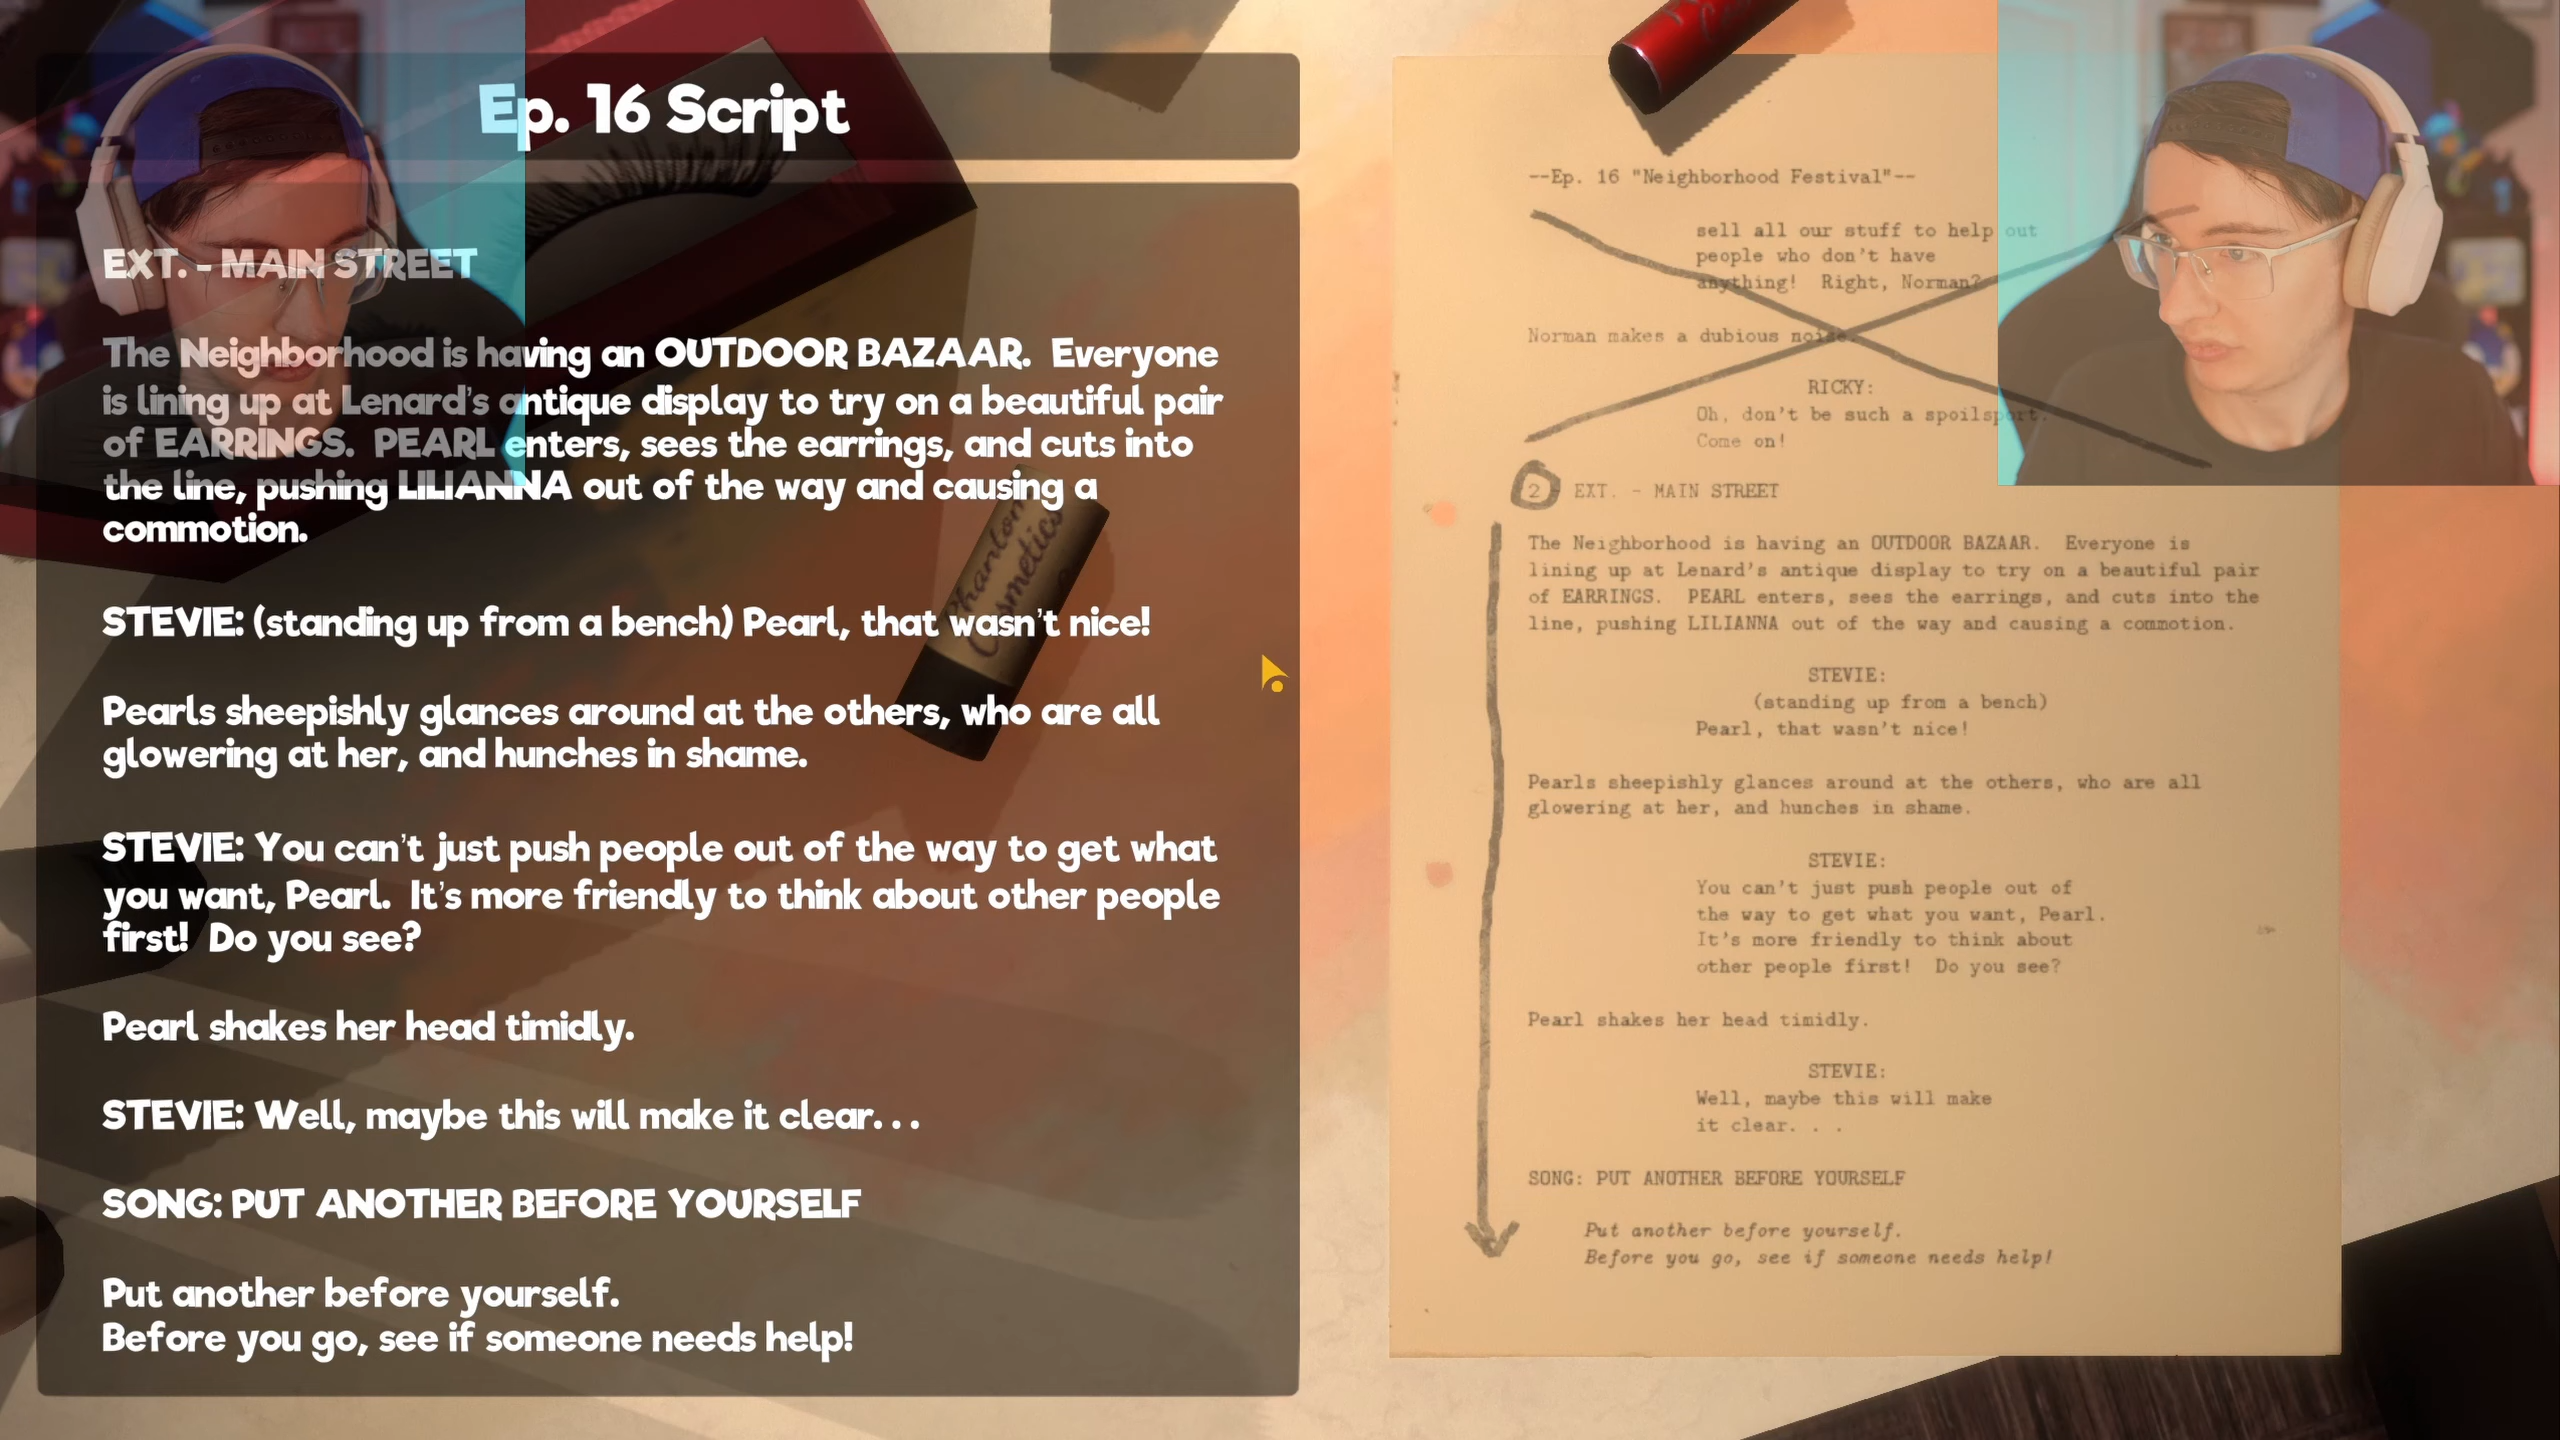 Ep. 16 Script
EXT. - MAIN STREET
The Neighborhood is having an OUTDOOR BAZAAR.  Everyone
is lining up at Lenard's antique display to try on a beautiful pair
of EARRINGS.  PEARL enters, sees the earrings, and cuts into
the line, pushing LILIANNA out of the way and causing a
commotion.
STEVIE: (standing up from a bench) Pearl, that wasn't nice!
Pearls sheepishly glances around at the others, who are all
glowering at her, and hunches in shame.
STEVIE: You can't just push people out of the way to get what
you want, Pearl.  It's more friendly to think about other people
first!  Do you see?
Pearl shakes her head timidly.
STEVIE: Well, maybe this will make it clear. . .
SONG: PUT ANOTHER BEFORE YOURSELF
Put another before yourself.
Before you go, see if someone needs help!
Phantom
Cosmetics
--Ep. 16 "Neighborhood Festival"--
sell all our stuff to help out
people who don't have
anything!  Right, Norman?
Norman makes a dubious noise.
RICKY:
Oh, don't be such a spoilsport.
Come on!
2 EXT. - MAIN STREET
The Neighborhood is having an OUTDOOR BAZAAR.  Everyone is
lining up at Lenard's antique display to try on a beautiful pair
of EARRINGS.  PEARL enters, sees the earrings, and cuts into the
line, pushing LILIANNA out of the way and causing a commotion.
STEVIE:
(standing up from a bench)
Pearl, that wasn't nice!
Pearls sheepishly glances around at the others, who are all
glowering at her, and hunches in shame.
STEVIE:
You can't just push people out of
the way to get what you want, Pearl.
It's more friendly to think about
other people first!  Do you see?
Pearl shakes her head timidly.
STEVIE:
Well, maybe this will make
it clear. . .
SONG: PUT ANOTHER BEFORE YOURSELF
Put another before yourself.
Before you go, see if someone needs help!